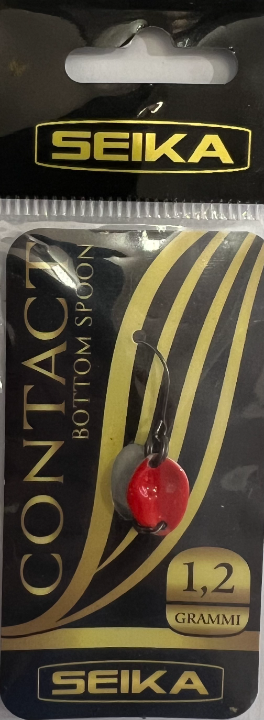 SEIKA
CONTACT
BOTTOM SPOON
1,2
GRAMMI
SEIKA